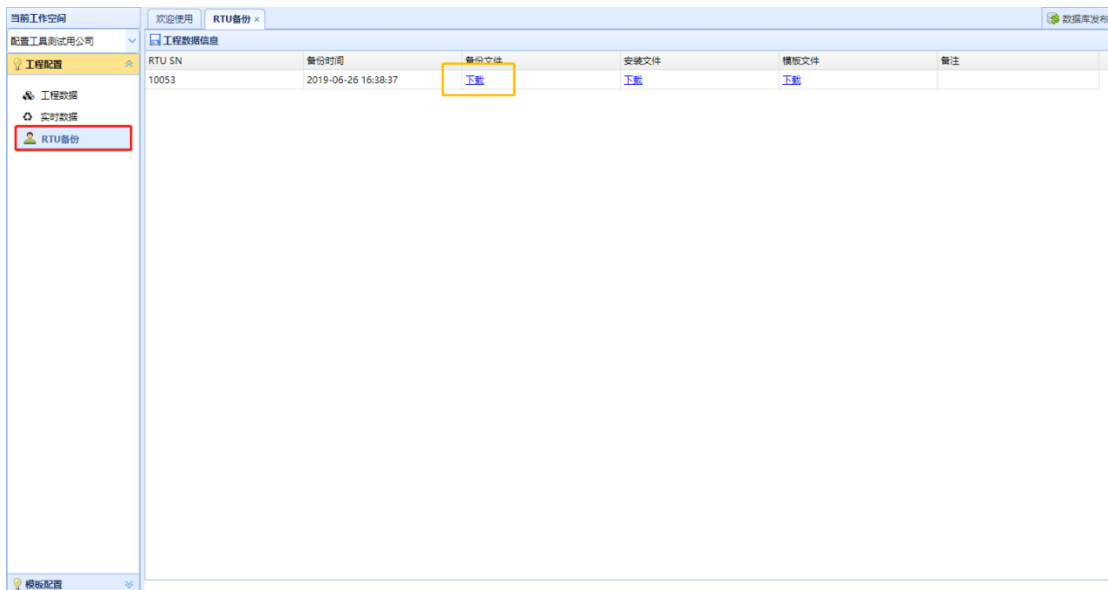 当前工作空间
配置工具测试用公司
工程配置
工程数据
实时数据
RTU备份
模板配置
欢迎使用 RTU备份 × 数据库发布
工程数据信息
RTU SN 备份时间 备份文件 安装文件 模板文件 备注
10053 2019-06-26 16:38:37 下载 下载 下载